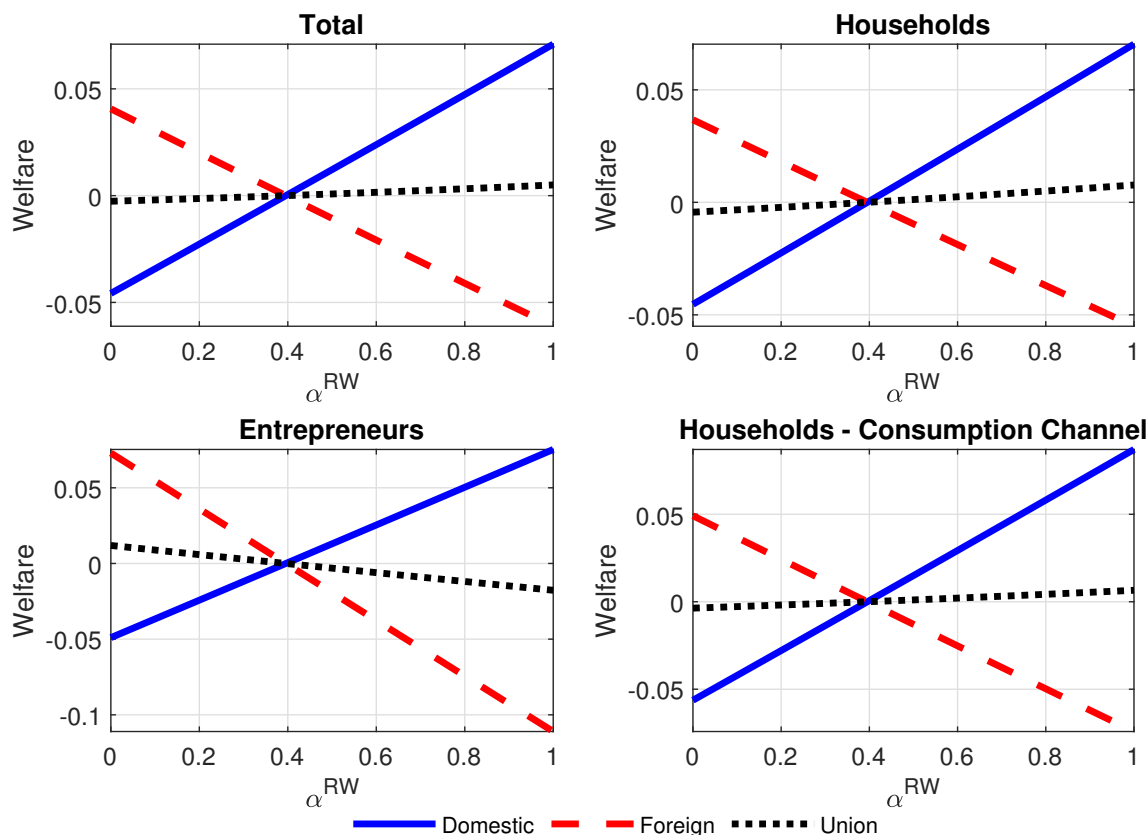 Total
Welfare
0.05
0
-0.05
0 0.2 0.4 0.6 0.8 1
α^RW
Households
Welfare
0.05
0
-0.05
0 0.2 0.4 0.6 0.8 1
α^RW
Entrepreneurs
Welfare
0.05
0
-0.05
-0.1
0 0.2 0.4 0.6 0.8 1
α^RW
Households - Consumption Channel
Welfare
0.05
0
-0.05
0 0.2 0.4 0.6 0.8 1
α^RW
Domestic Foreign Union